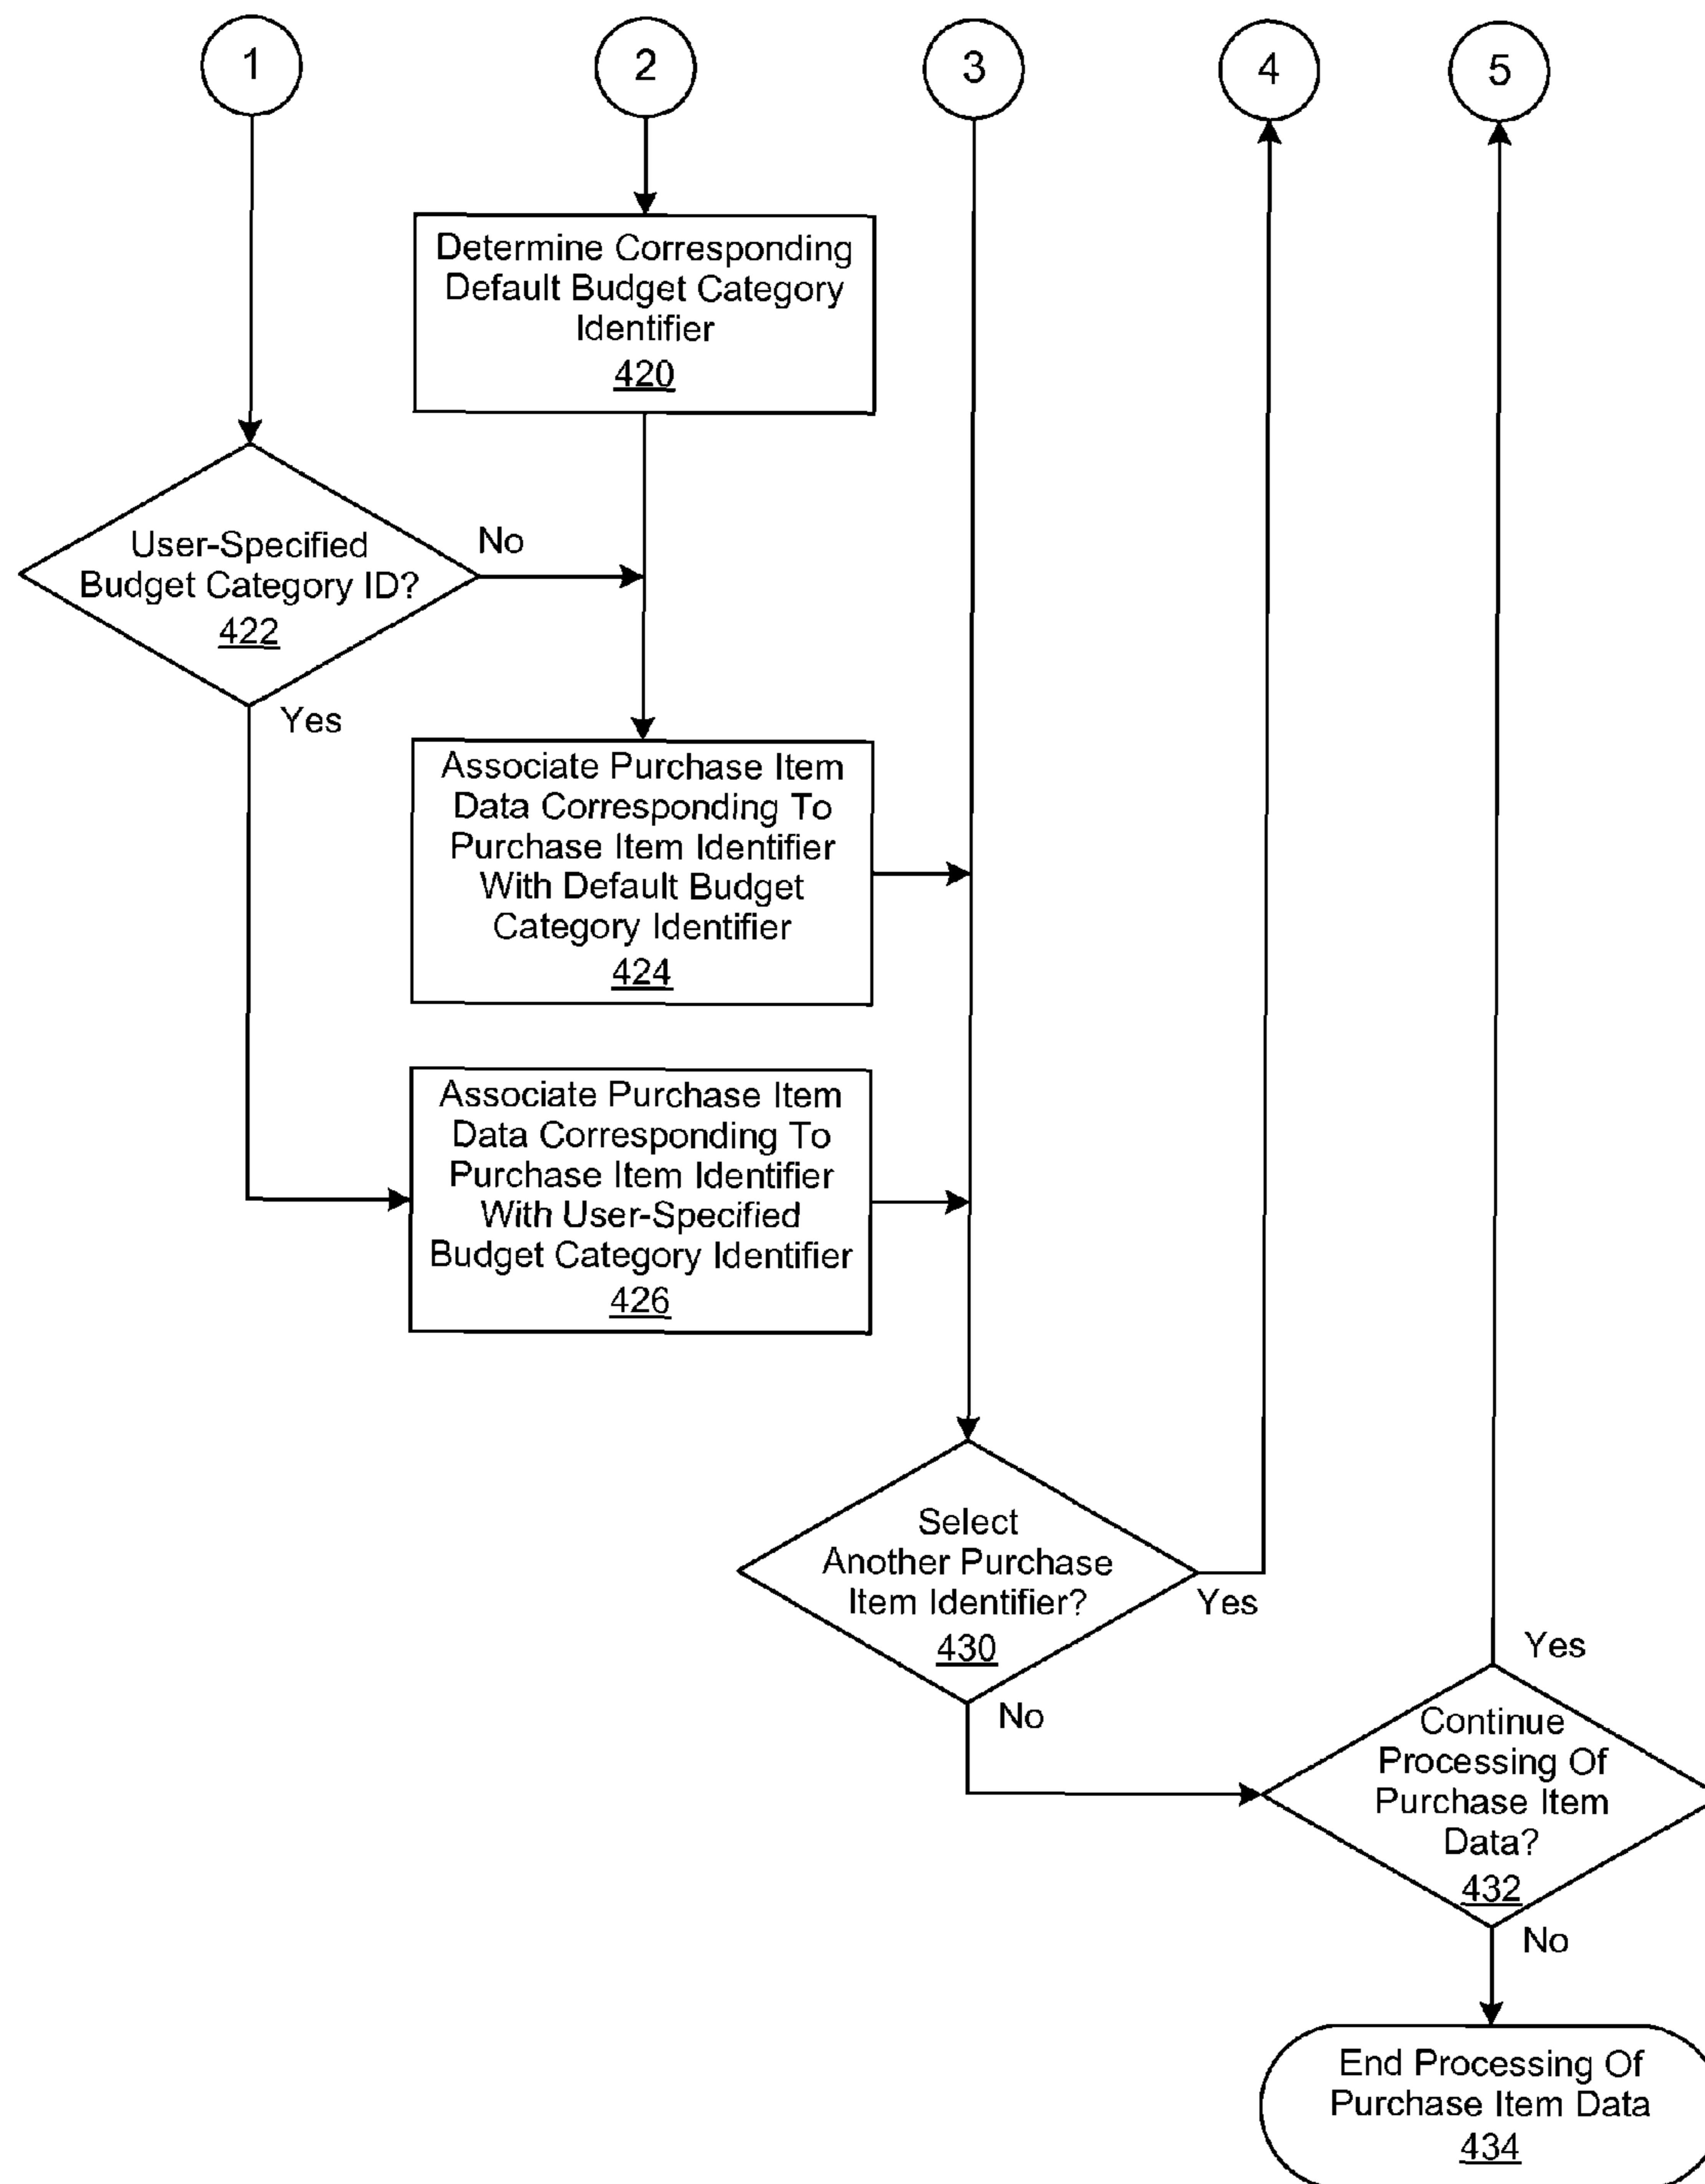 1
2
3
4
5
Determine Corresponding
Default Budget Category
Identifier
420
User-Specified
Budget Category ID?
422
No
Yes
Associate Purchase Item
Data Corresponding To
Purchase Item Identifier
With Default Budget
Category Identifier
424
Associate Purchase Item
Data Corresponding To
Purchase Item Identifier
With User-Specified
Budget Category Identifier
426
Select
Another Purchase
Item Identifier?
430
Yes
No
Yes
Continue
Processing Of
Purchase Item
Data?
432
No
End Processing Of
Purchase Item Data
434